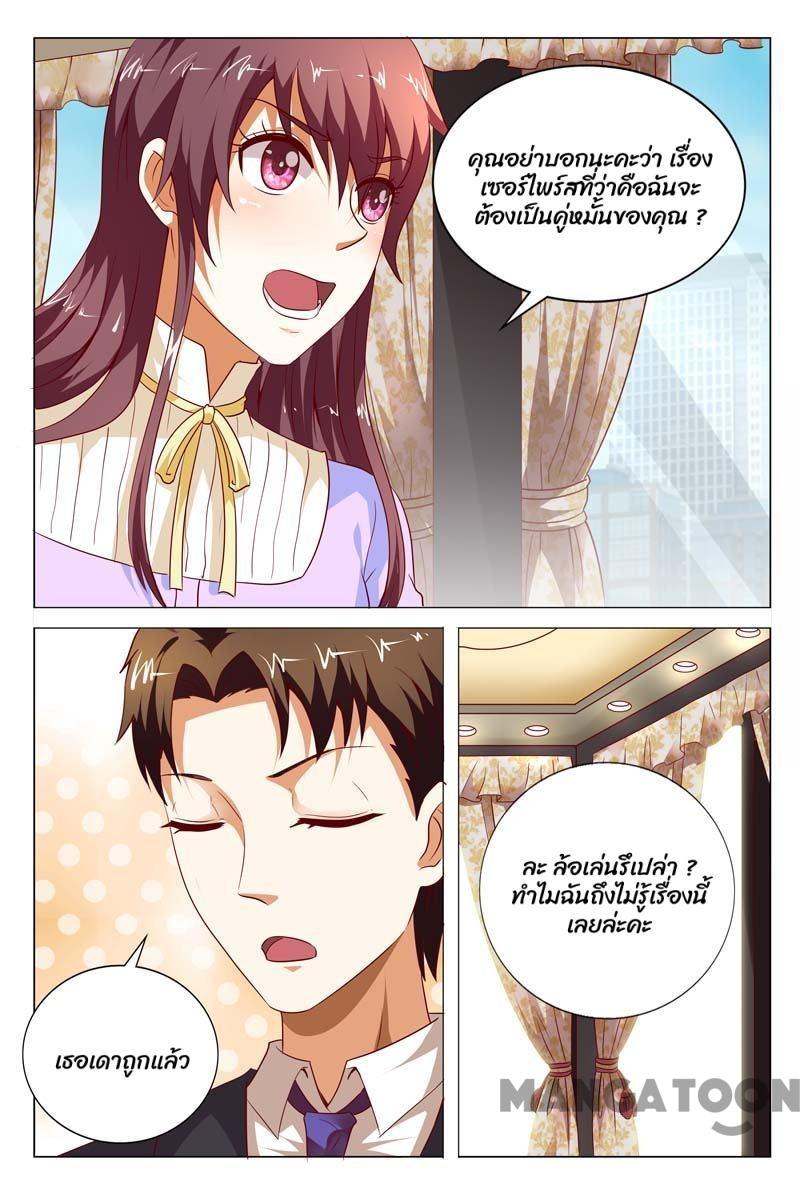 คุณอย่าบอกนะคะว่า เรื่อง
เซอร์ไพร์สที่ว่าคือฉันจะ
ต้องเป็นคู่หมั้นของคุณ ?
เธอเดาถูกแล้ว
ละ ล้อเล่นรึเปล่า ?
ทำไมฉันถึงไม่รู้เรื่องนี้
เลยล่ะคะ
MANGATOON